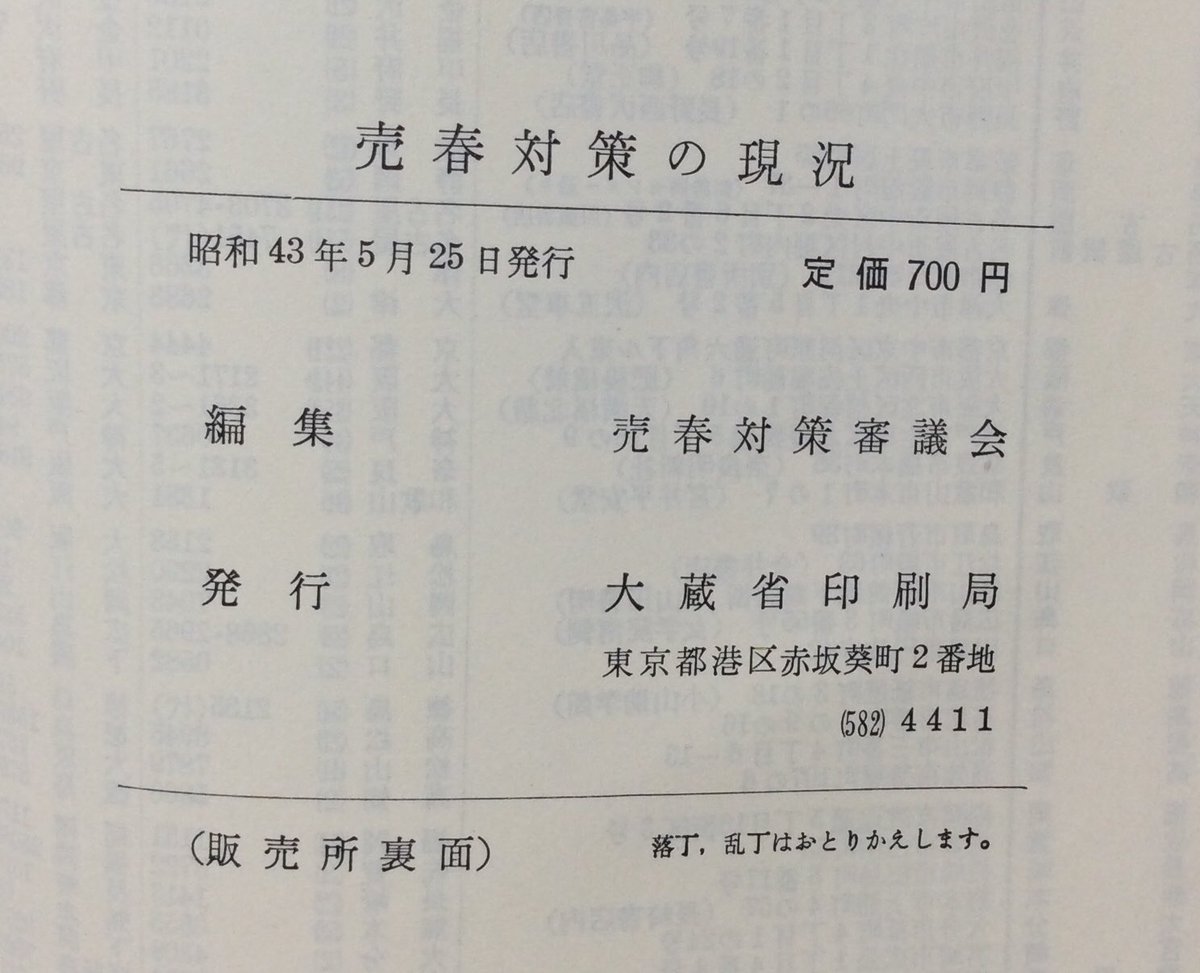 売春対策の現況
昭和43年5月25日発行 定価700円
編集 売春対策審議会
発行 大蔵省印刷局
東京都港区赤坂葵町2番地
(582)4411
(販売所裏面) 落丁，乱丁はおとりかえします。